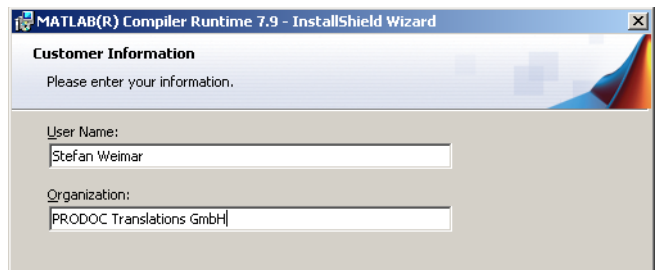 MATLAB(R) Compiler Runtime 7.9 - InstallShield Wizard
Customer Information
Please enter your information.
User Name:
Stefan Weimar
Organization:
PRODOC Translations GmbH